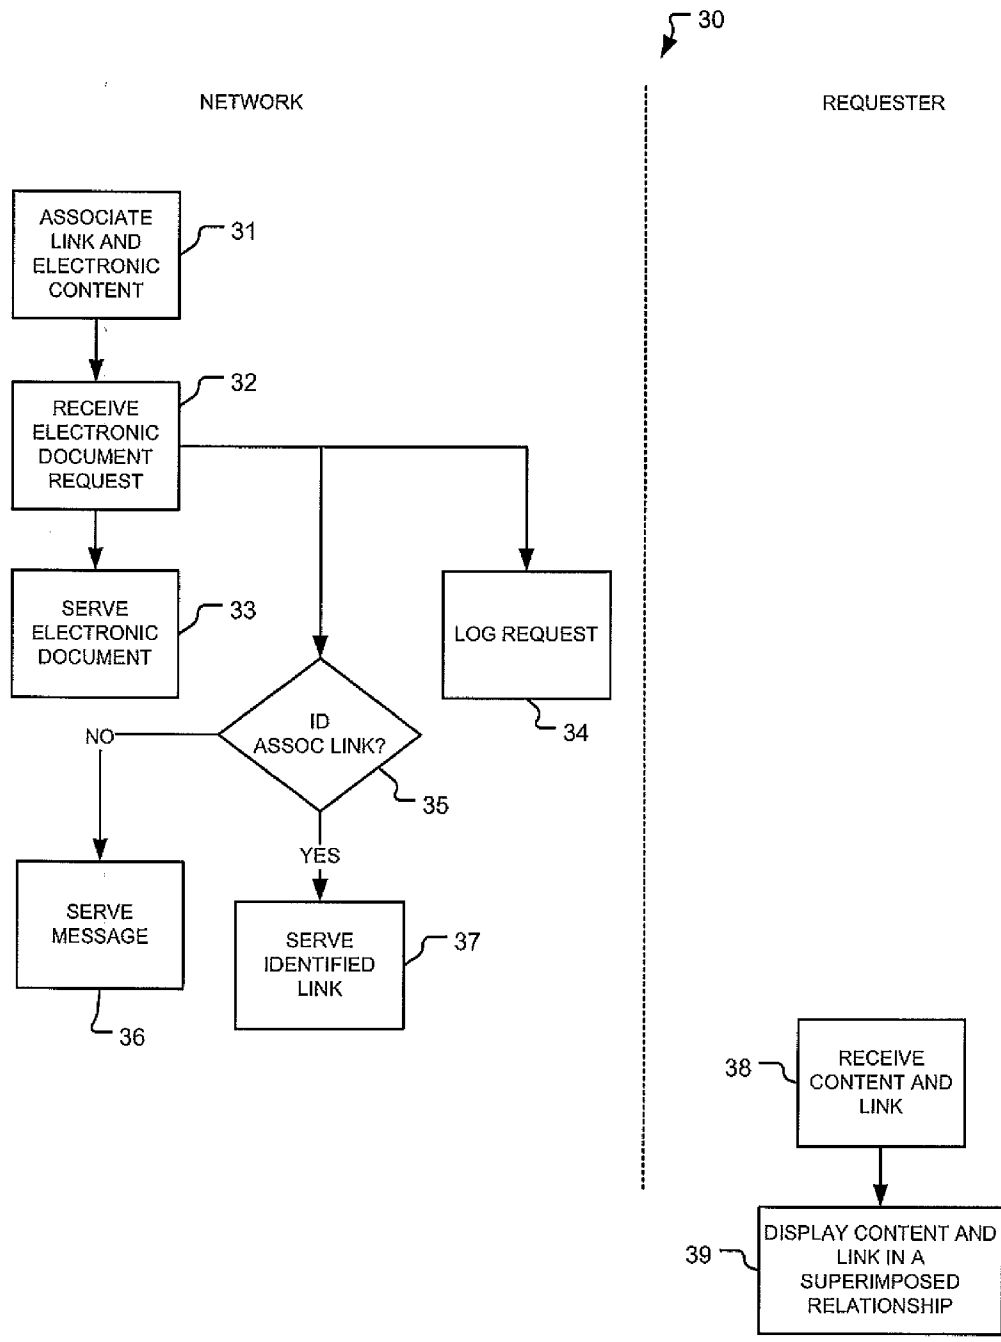 30
NETWORK
REQUESTER
ASSOCIATE
LINK AND
ELECTRONIC
CONTENT
31
RECEIVE
ELECTRONIC
DOCUMENT
REQUEST
32
SERVE
ELECTRONIC
DOCUMENT
33
LOG REQUEST
34
ID
ASSOC LINK?
35
NO
YES
SERVE
MESSAGE
36
SERVE
IDENTIFIED
LINK
37
RECEIVE
CONTENT AND
LINK
38
DISPLAY CONTENT AND
LINK IN A
SUPERIMPOSED
RELATIONSHIP
39